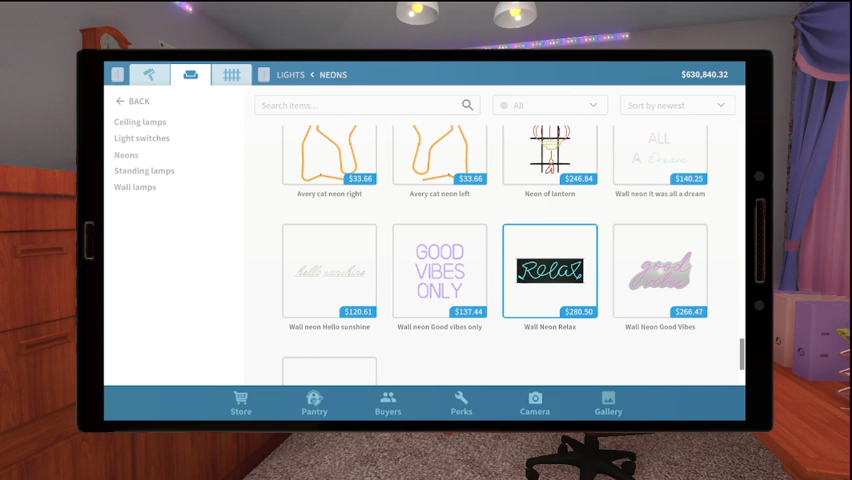 LIGHTS < NEONS
$630,840.32
BACK
Search items...
All
Sort by newest
Ceiling lamps
Light switches
Neons
Standing lamps
Wall lamps
ALL
A Dream
$33.66
$33.66
$246.84
$140.25
Avery cat neon right
Avery cat neon left
Neon of lantern
Wall neon It was all a dream
hello sunshine
GOOD
VIBES
ONLY
Relax
good
vibes
$120.61
$137.44
$280.50
$266.47
Wall neon Hello sunshine
Wall neon Good vibes only
Wall Neon Relax
Wall Neon Good Vibes
Store
Pantry
Buyers
Perks
Camera
Gallery